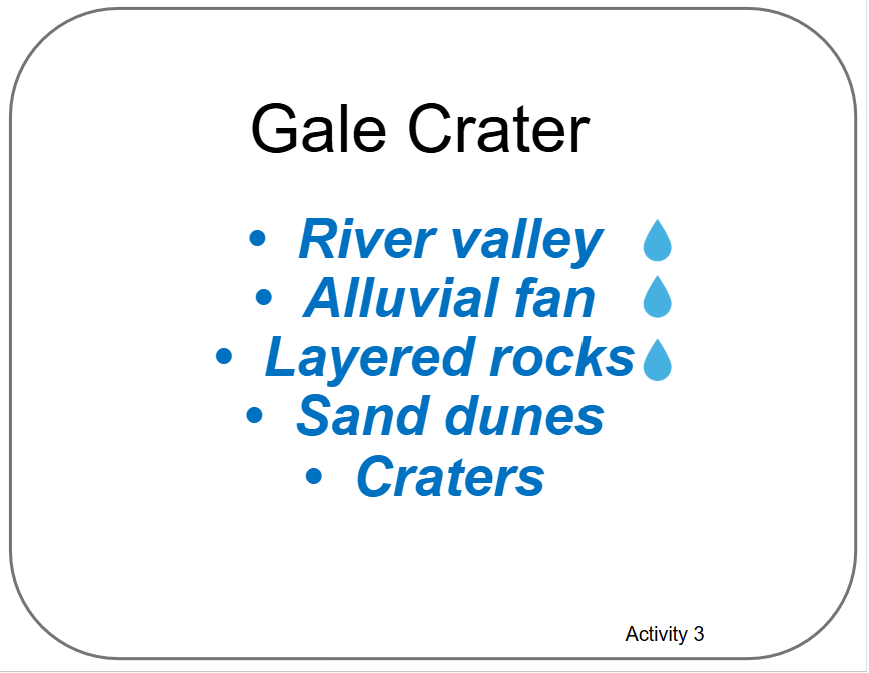 Gale Crater
• River valley
• Alluvial fan
• Layered rocks
• Sand dunes
• Craters
Activity 3